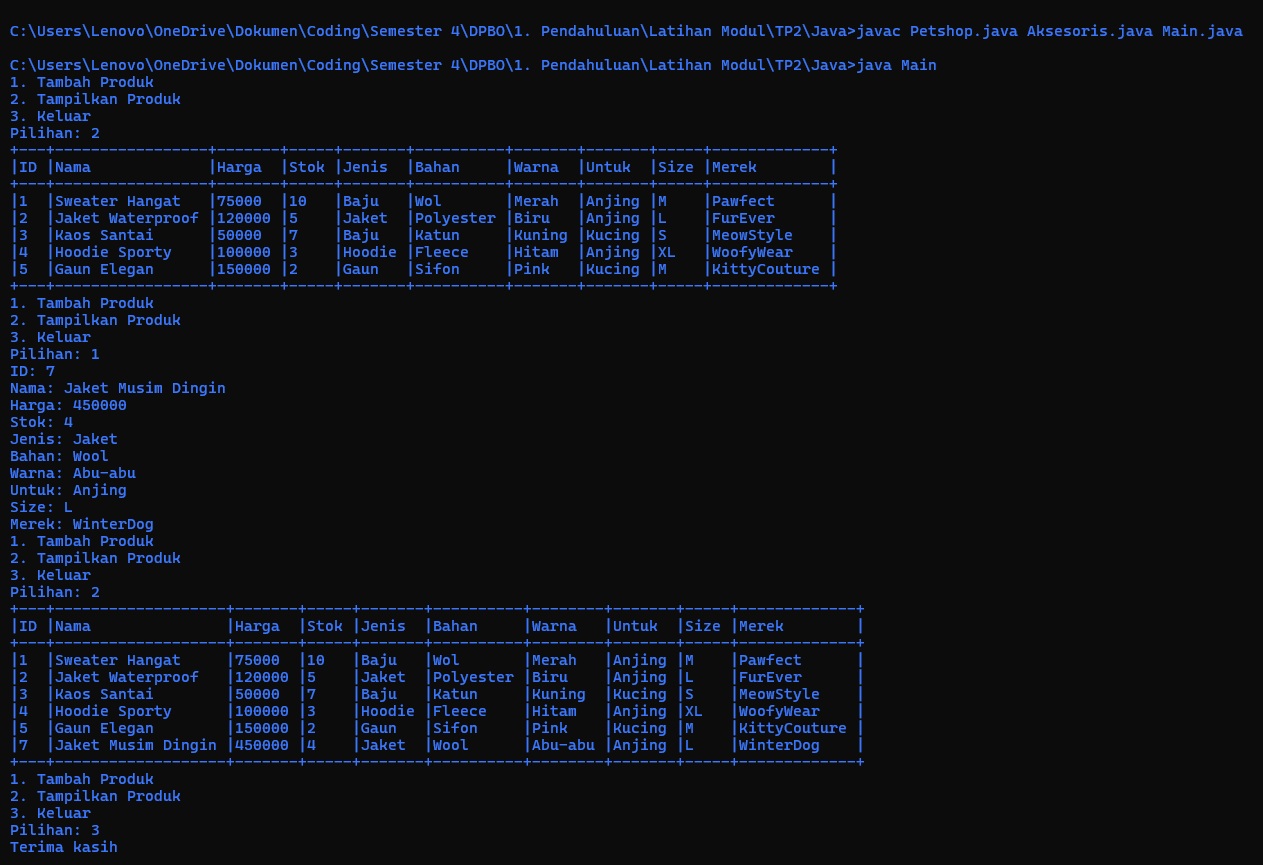 C:\Users\Lenovo\OneDrive\Dokumen\Coding\Semester 4\DPBO\1. Pendahuluan\Latihan Modul\TP2\Java>javac Petshop.java Aksesoris.java Main.java
C:\Users\Lenovo\OneDrive\Dokumen\Coding\Semester 4\DPBO\1. Pendahuluan\Latihan Modul\TP2\Java>java Main
1. Tambah Produk
2. Tampilkan Produk
3. Keluar
Pilihan: 2
+---+-----------------+-------+-----+-------+----------+-------+-------+-----+-------------+
|ID |Nama             |Harga  |Stok |Jenis  |Bahan     |Warna  |Untuk  |Size |Merek        |
+---+-----------------+-------+-----+-------+----------+-------+-------+-----+-------------+
|1  |Sweater Hangat   |75000  |10   |Baju   |Wol       |Merah  |Anjing |M    |Pawfect      |
|2  |Jaket Waterproof |120000 |5    |Jaket  |Polyester |Biru   |Anjing |L    |FurEver      |
|3  |Kaos Santai      |50000  |7    |Baju   |Katun     |Kuning |Kucing |S    |MeowStyle    |
|4  |Hoodie Sporty    |100000 |3    |Hoodie |Fleece    |Hitam  |Anjing |XL   |WoofyWear    |
|5  |Gaun Elegan      |150000 |2    |Gaun   |Sifon     |Pink   |Kucing |M    |KittyCouture |
+---+-----------------+-------+-----+-------+----------+-------+-------+-----+-------------+
1. Tambah Produk
2. Tampilkan Produk
3. Keluar
Pilihan: 1
ID: 7
Nama: Jaket Musim Dingin
Harga: 450000
Stok: 4
Jenis: Jaket
Bahan: Wool
Warna: Abu-abu
Untuk: Anjing
Size: L
Merek: WinterDog
1. Tambah Produk
2. Tampilkan Produk
3. Keluar
Pilihan: 2
+---+-------------------+-------+-----+-------+----------+--------+-------+-----+-------------+
|ID |Nama               |Harga  |Stok |Jenis  |Bahan     |Warna   |Untuk  |Size |Merek        |
+---+-------------------+-------+-----+-------+----------+--------+-------+-----+-------------+
|1  |Sweater Hangat     |75000  |10   |Baju   |Wol       |Merah   |Anjing |M    |Pawfect      |
|2  |Jaket Waterproof   |120000 |5    |Jaket  |Polyester |Biru    |Anjing |L    |FurEver      |
|3  |Kaos Santai        |50000  |7    |Baju   |Katun     |Kuning  |Kucing |S    |MeowStyle    |
|4  |Hoodie Sporty      |100000 |3    |Hoodie |Fleece    |Hitam   |Anjing |XL   |WoofyWear    |
|5  |Gaun Elegan        |150000 |2    |Gaun   |Sifon     |Pink    |Kucing |M    |KittyCouture |
|7  |Jaket Musim Dingin |450000 |4    |Jaket  |Wool      |Abu-abu |Anjing |L    |WinterDog    |
+---+-------------------+-------+-----+-------+----------+--------+-------+-----+-------------+
1. Tambah Produk
2. Tampilkan Produk
3. Keluar
Pilihan: 3
Terima kasih